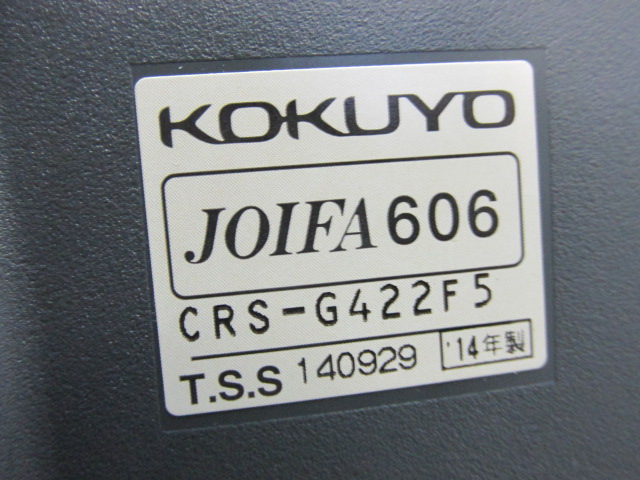 KOKUYO
JOIFA 606
CRS-G422F5
T.S.S 140929 '14年製